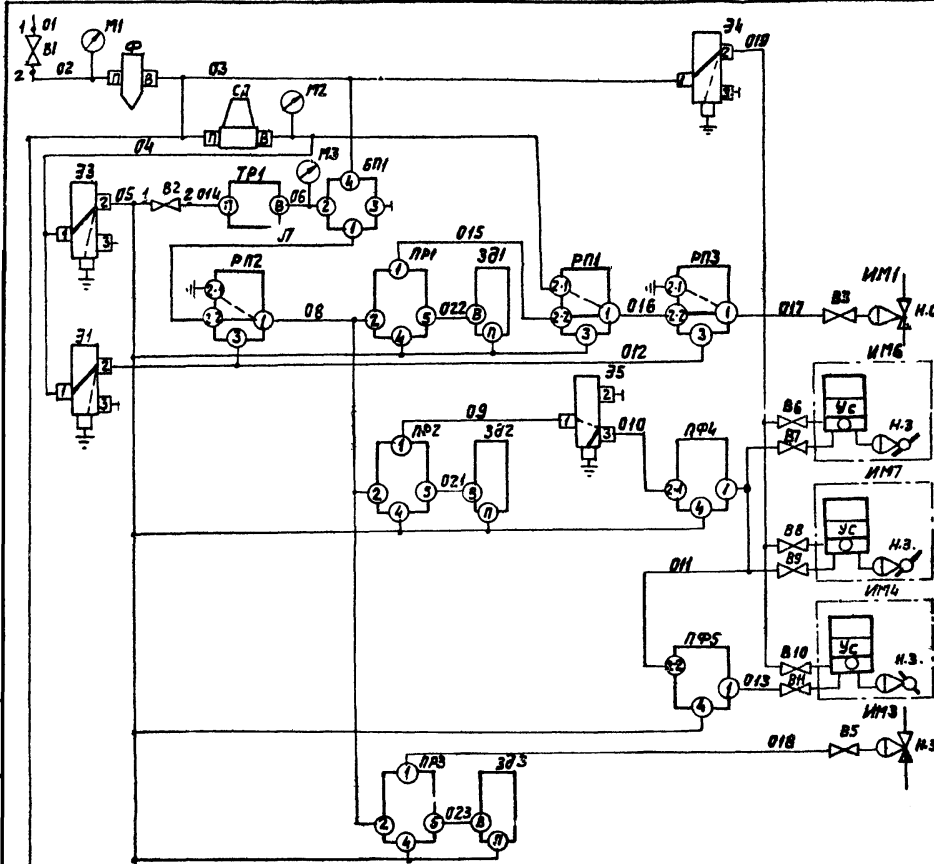 1 01
В1
2 02
М1
Ф
П В
03
СД
П В
М2
04
Э4
1 2 3
019
Э3
1 2 3
05 1 В2 2 014
ТР1
П В
06
М3
БП1
4 2 3 1
РП2
2-1 2-2 1 3
08
ПР1
1 2 5 4
015
022
Зд1
В П
РП1
2-1 2-2 1 3
016
РП3
2-1 2-2 1 3
017
В3
ИМ1
Н.О
Э1
1 2 3
012
Э5
1 2 3
ИМ6
В6
В7
УС
Н.З
ПР2
1 2 3 4
09
021
Зд2
В П
010
ПФ4
2-1 1 4
ИМ7
В8
В9
УС
Н.З.
011
ИМ4
В10
В11
УС
Н.З.
ПФ5
2-2 1 4
013
ИМ3
018
В5
Н.З
ПР3
1 2 5 4
023
Зд3
В П